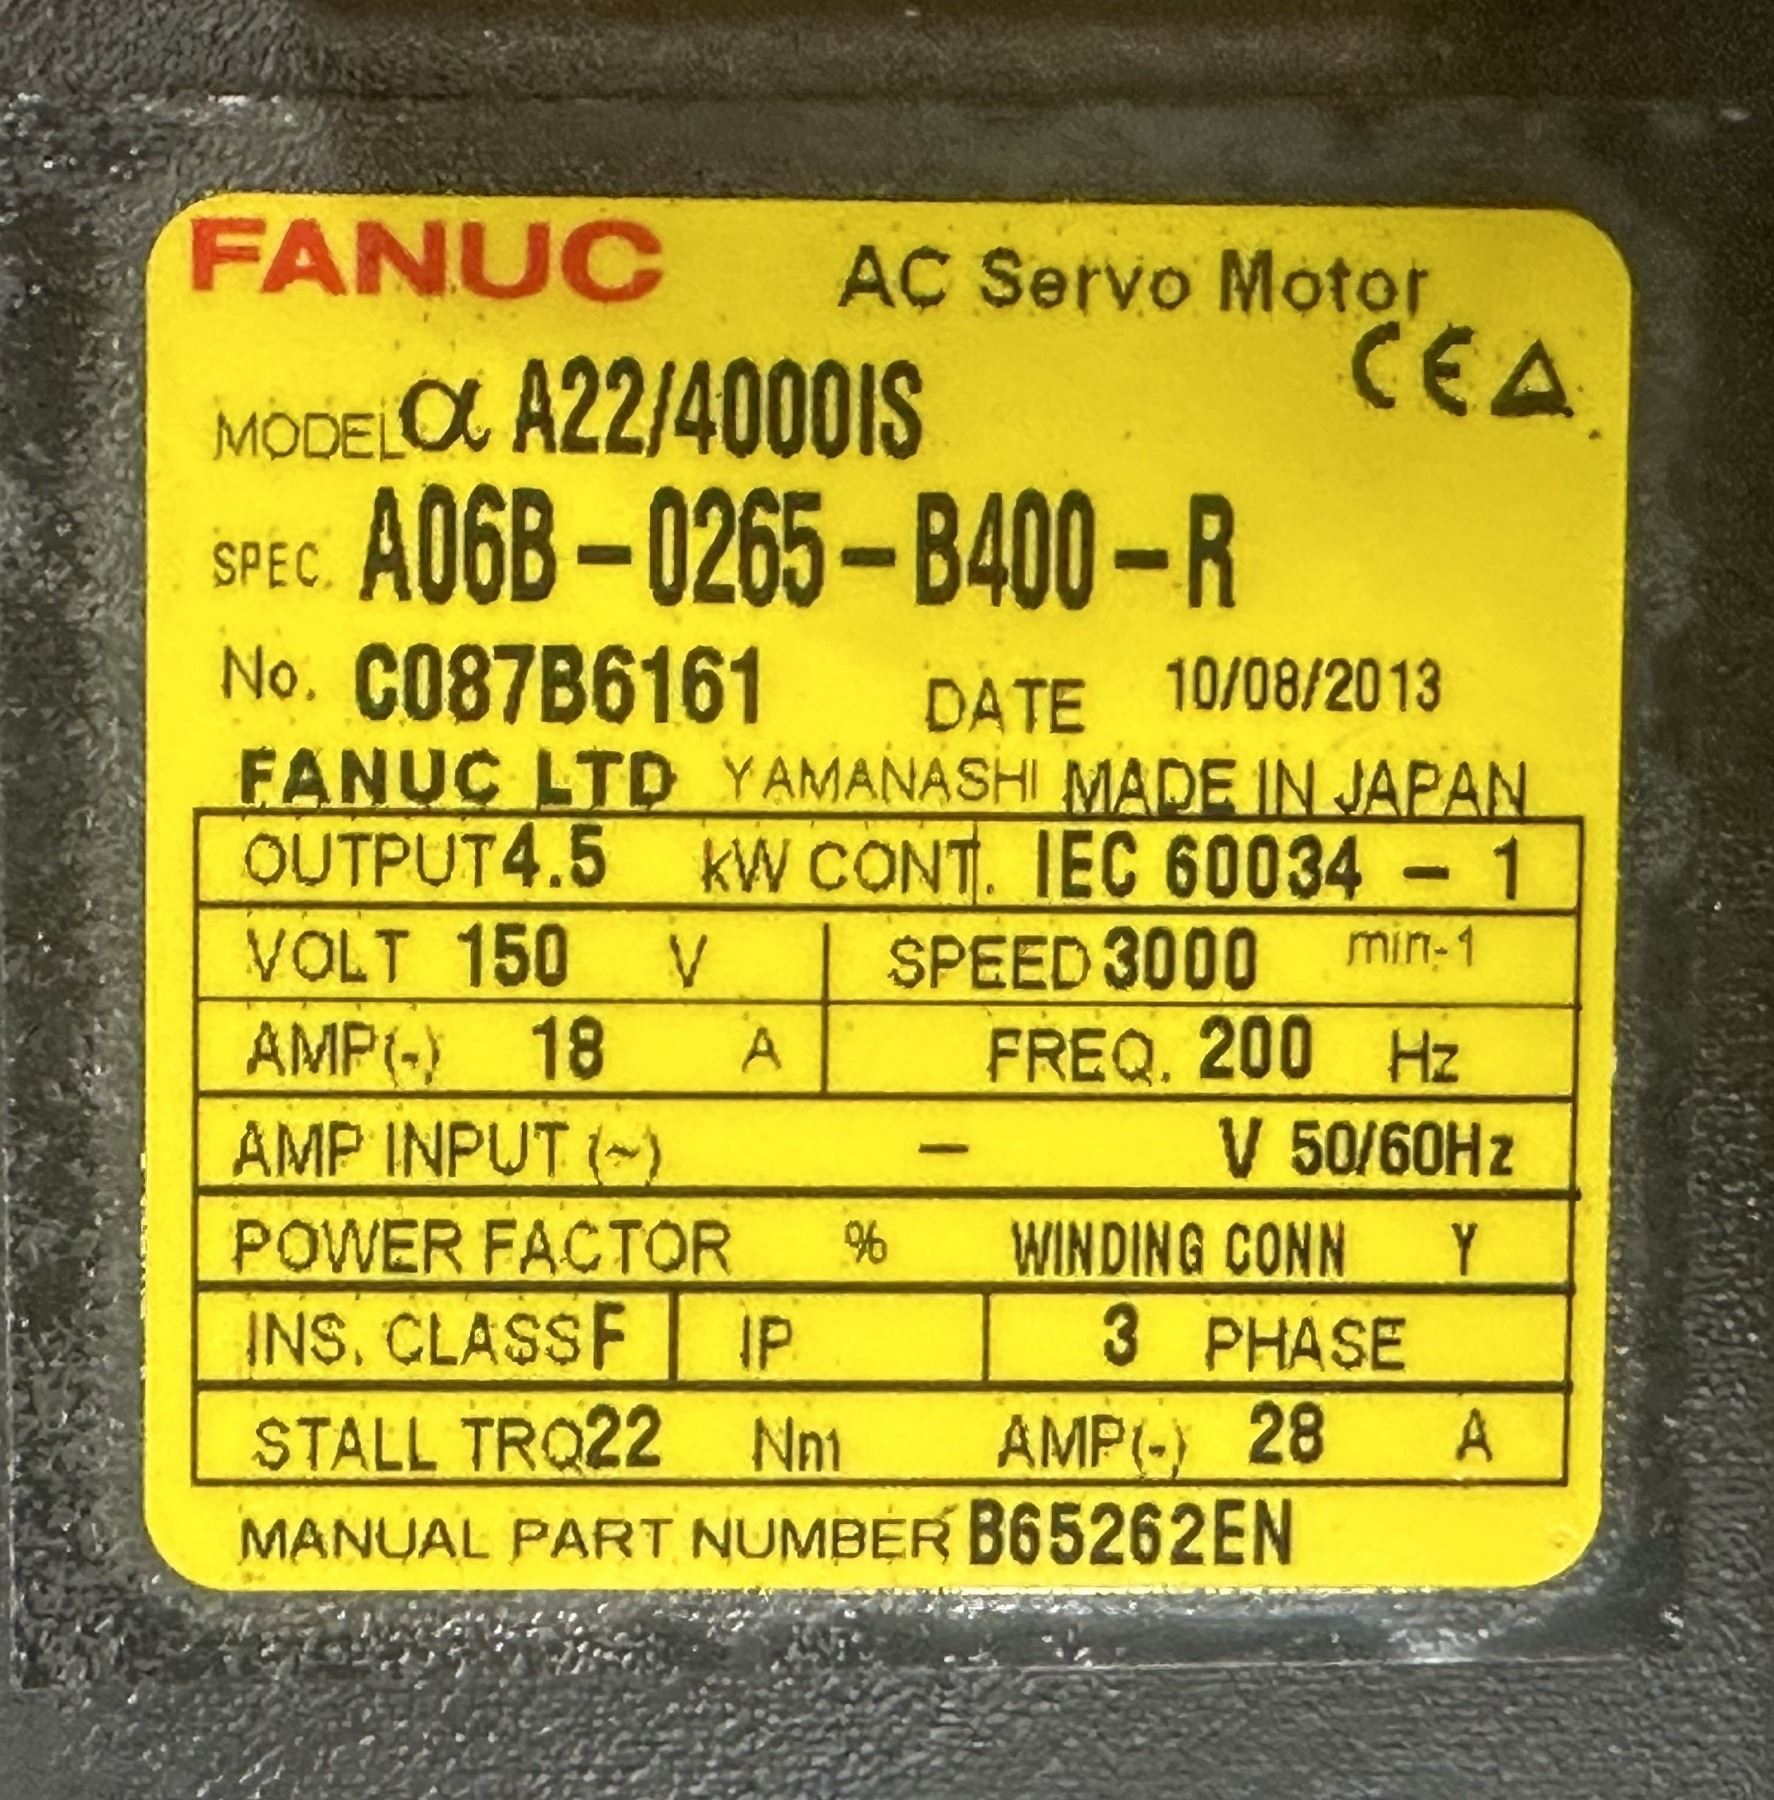 FANUC AC Servo Motor
CE
MODEL α A22/4000IS
SPEC. A06B-0265-B400-R
No. C087B6161 DATE 10/08/2013
FANUC LTD YAMANASHI MADE IN JAPAN
OUTPUT 4.5 kW CONT. IEC 60034-1
VOLT 150 V SPEED 3000 min-1
AMP(~) 18 A FREQ. 200 Hz
AMP INPUT (~) – V 50/60Hz
POWER FACTOR % WINDING CONN Y
INS. CLASS F IP 3 PHASE
STALL TRQ 22 Nm AMP(~) 28 A
MANUAL PART NUMBER B65262EN